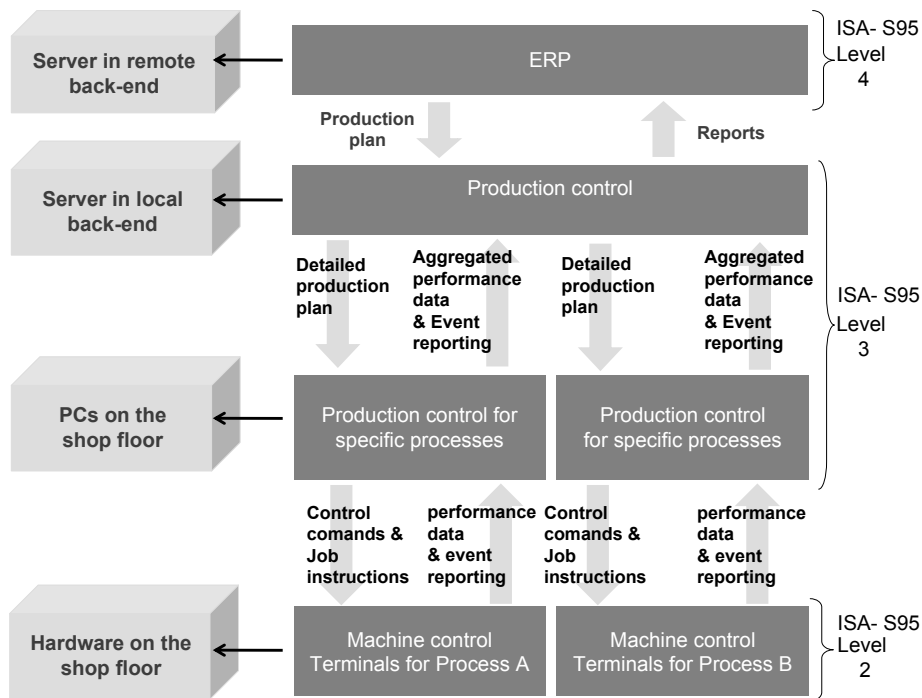 Server in remote
back-end
ERP
ISA- S95
Level
4
Production
plan
Reports
Server in local
back-end
Production control
Detailed
production
plan
Aggregated
performance
data
& Event
reporting
Detailed
production
plan
Aggregated
performance
data
& Event
reporting
ISA- S95
Level
3
PCs on the
shop floor
Production control for
specific processes
Production control
for specific processes
Control
comands &
Job
instructions
performance
data
& event
reporting
Control
comands &
Job
instructions
performance
data
& event
reporting
Hardware on the
shop floor
Machine control
Terminals for Process A
Machine control
Terminals for Process B
ISA- S95
Level
2